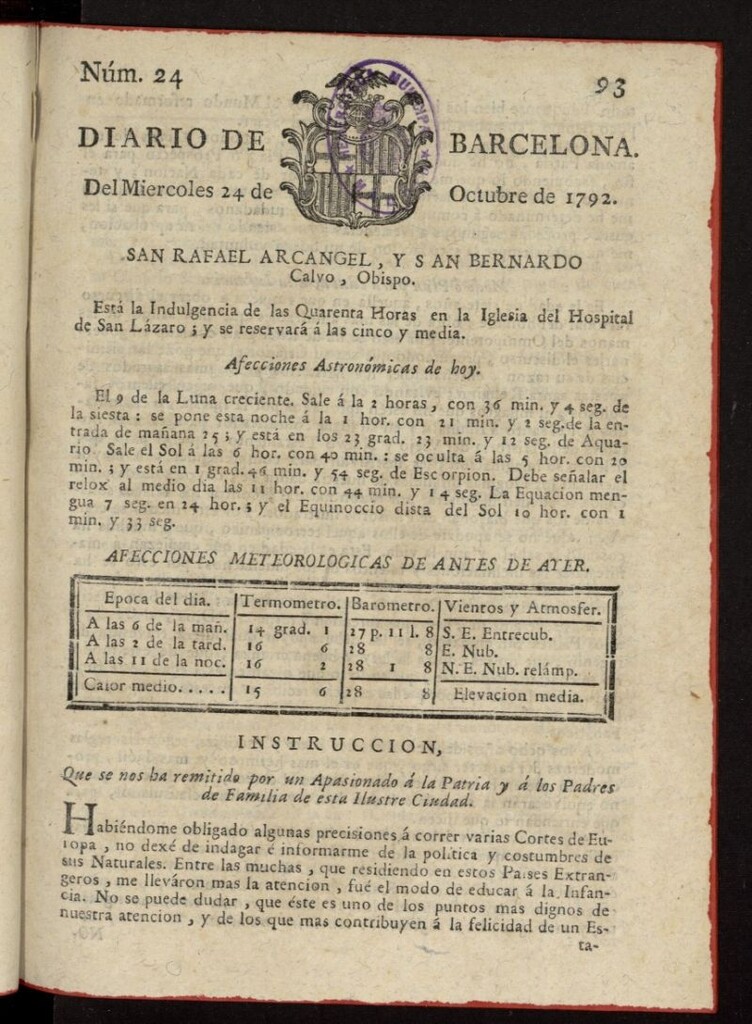 Núm. 24
93
DIARIO DE BARCELONA.
Del Miercoles 24 de Octubre de 1792.
SAN RAFAEL ARCANGEL, Y S AN BERNARDO
Calvo, Obispo.
Está la Indulgencia de las Quarenta Horas en la Iglesia del Hospital
de San Lázaro; y se reservará á las cinco y media.
Afecciones Astronómicas de hoy.
El 9 de la Luna creciente. Sale á la 2 horas, con 36 min. y 4 seg. de
la siesta: se pone esta noche á la 1 hor. con 21 min. y 2 seg. de la en-
trada de mañana 25; y está en los 23 grad. 23 min. y 12 seg. de Aqua-
rio. Sale el Sol á las 6 hor. con 40 min.: se oculta á las 5 hor. con 20
min.; y está en 1 grad. 46 min. y 54 seg. de Escorpion. Debe señalar el
relox al medio dia las 11 hor. con 44 min. y 14 seg. La Equacion men-
gua 7 seg. en 24 hor.; y el Equinoccio dista del Sol 10 hor. con 1
min. y 33 seg.
AFECCIONES METEOROLOGICAS DE ANTES DE AYER.
Epoca del dia. Termometro. Barómetro. Vientos y Atmosfer.
A las 6 de la mañ. 14 grad. 1 27 p. 11 l. 8 S. E. Entrecub.
A las 2 de la tard. 16 6 28 8 E. Nub.
A las 11 de la noc. 16 2 28 1 8 N. E. Nub. relámp.
Calor medio..... 15 6 28 8 Elevacion media.
INSTRUCCION,
Que se nos ha remitido por un Apasionado á la Patria y á los Padres
de Familia de esta Ilustre Ciudad.
Habiéndome obligado algunas precisiones á correr varias Cortes de Eu-
ropa, no dexé de indagar é informarme de la política y costumbres de
sus Naturales. Entre las muchas, que residiendo en estos Países Extran-
geros, me lleváron mas la atencion, fué el modo de educar á la Infan-
cia. No se puede dudar, que éste es uno de los puntos mas dignos de
nuestra atencion, y de los que mas contribuyen á la felicidad de un Es-
ta-